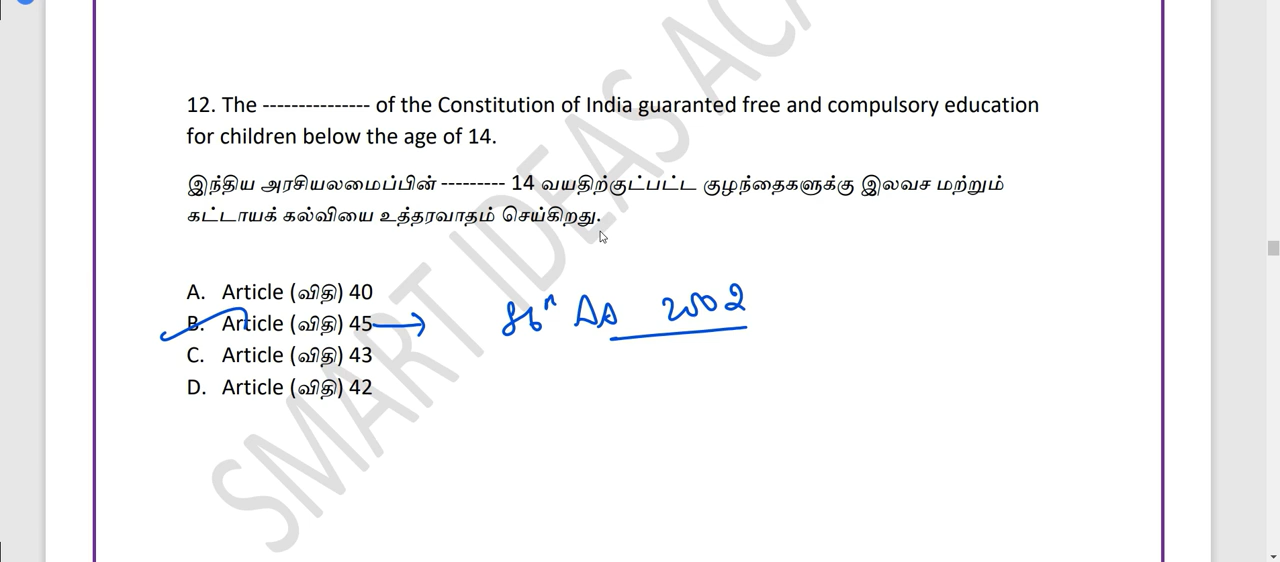 12. The --------------- of the Constitution of India guaranted free and compulsory education
for children below the age of 14.
இந்திய அரசியலமைப்பின் --------- 14 வயதிற்குட்பட்ட குழந்தைகளுக்கு இலவச மற்றும்
கட்டாயக் கல்வியை உத்தரவாதம் செய்கிறது.
A. Article (விதி) 40
B. Article (விதி) 45 → 86 AA 2002
C. Article (விதி) 43
D. Article (விதி) 42
SMART IDEAS ACA